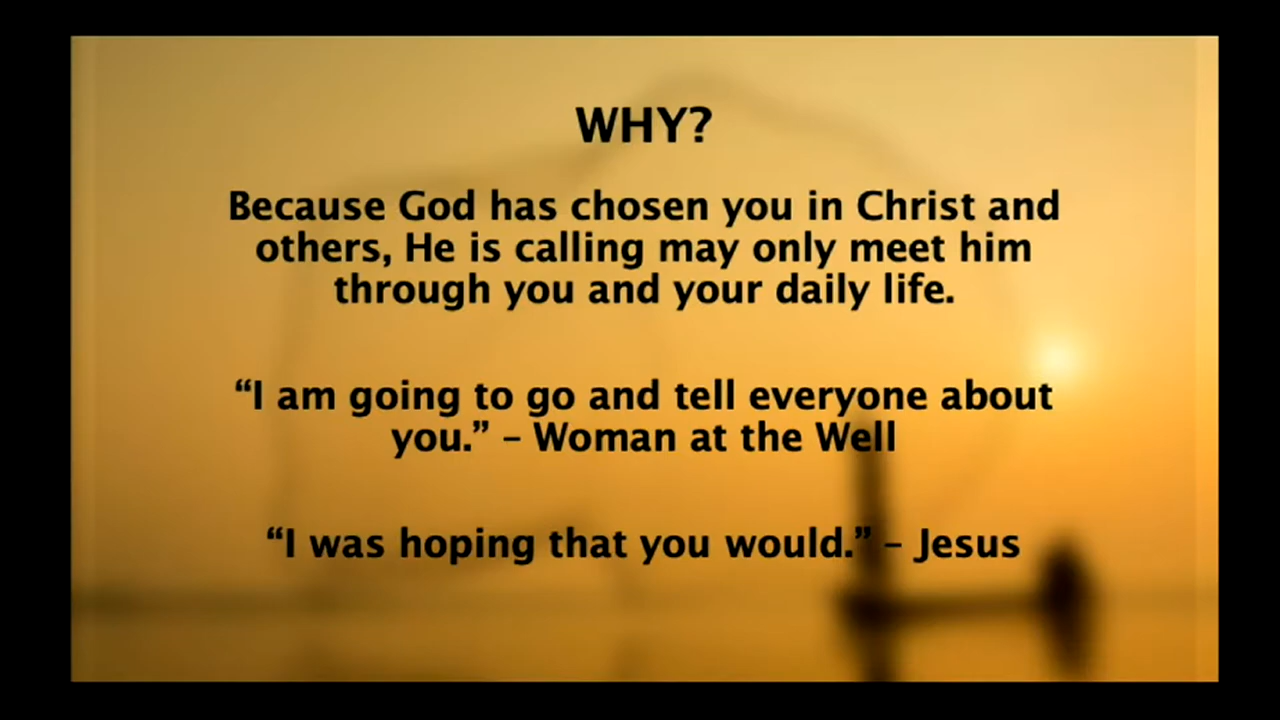 WHY?
Because God has chosen you in Christ and
others, He is calling may only meet him
through you and your daily life.
“I am going to go and tell everyone about
you.” – Woman at the Well
“I was hoping that you would.” – Jesus